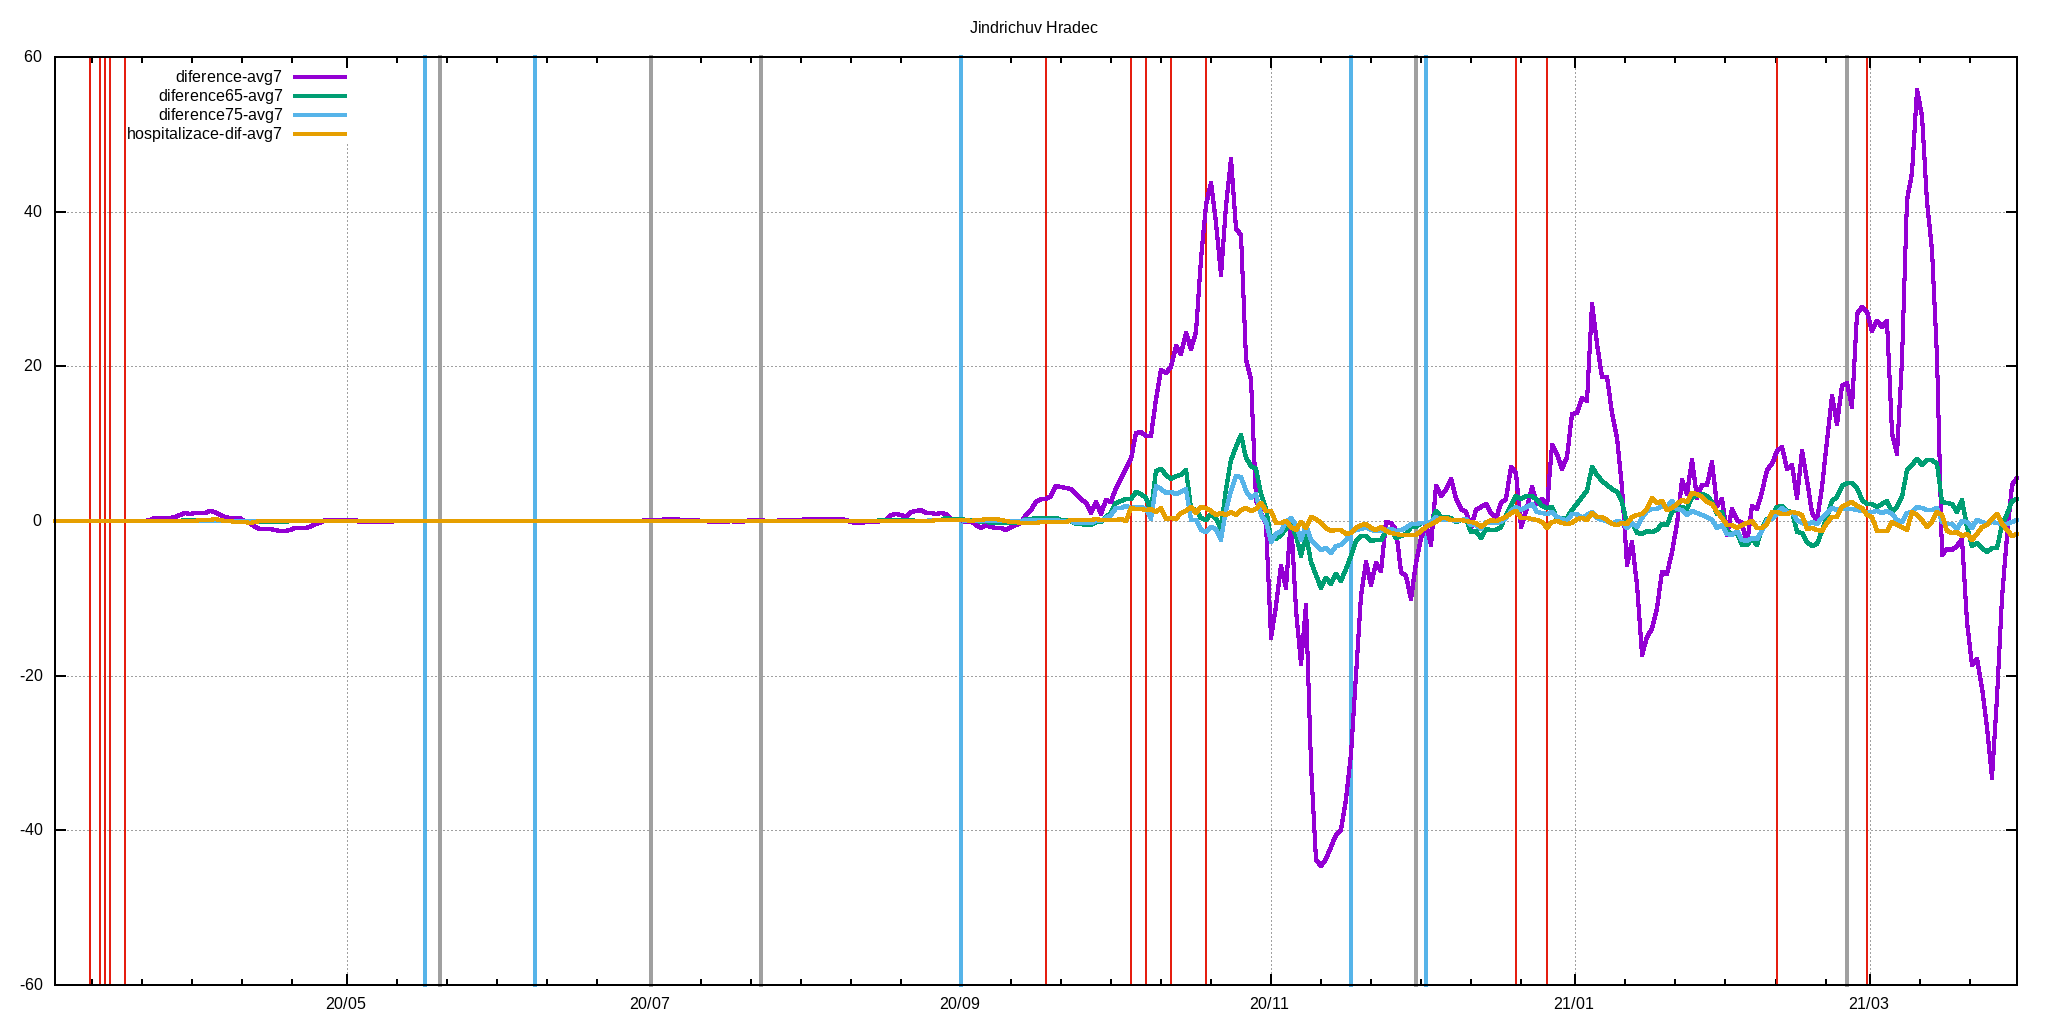 Jindrichuv Hradec
60
diference-avg7
diference65-avg7
diference75-avg7
hospitalizace-dif-avg7
40
20
0
-20
-40
-60
20/05
20/07
20/09
20/11
21/01
21/03